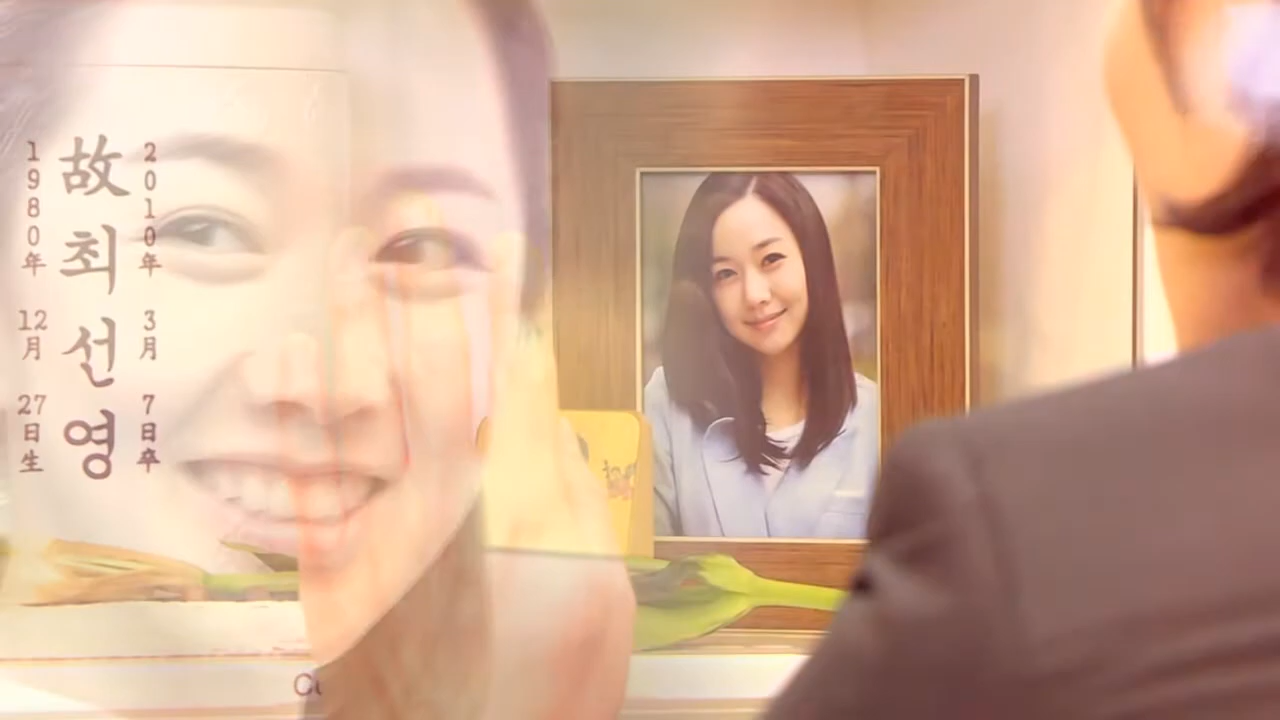 2010年 3月 7日卒
故 최선영
1980年 12月 27日生